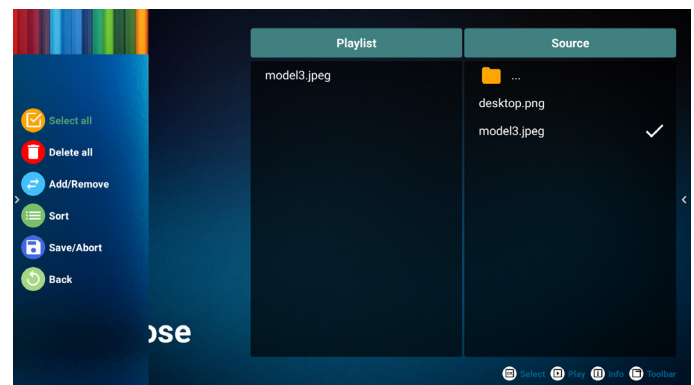 Playlist
Source
model3.jpeg
...
desktop.png
model3.jpeg
Select all
Delete all
Add/Remove
Sort
Save/Abort
Back
Select Play Info Toolbar